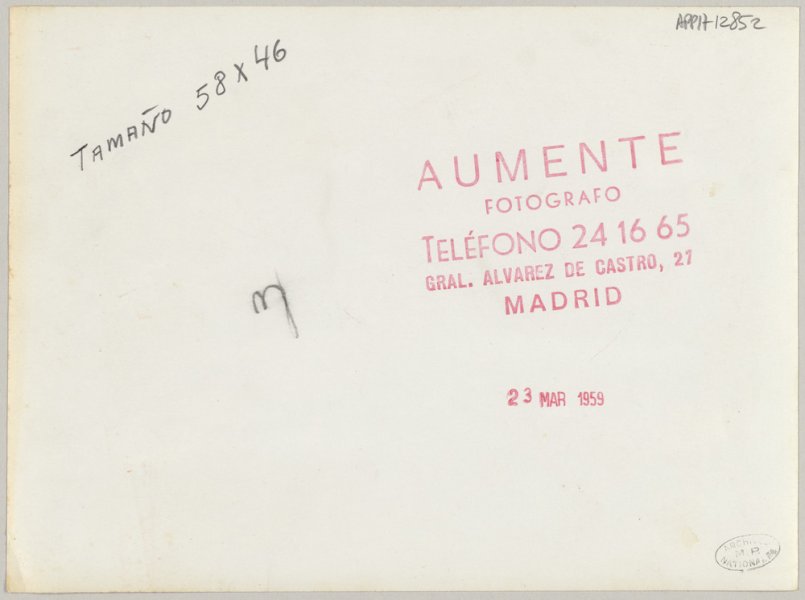 APPH 12852
TAMAÑO 58 X 46
AUMENTE
FOTOGRAFO
TELÉFONO 24 16 65
GRAL. ALVAREZ DE CASTRO, 27
MADRID
23 MAR 1959
M.P.